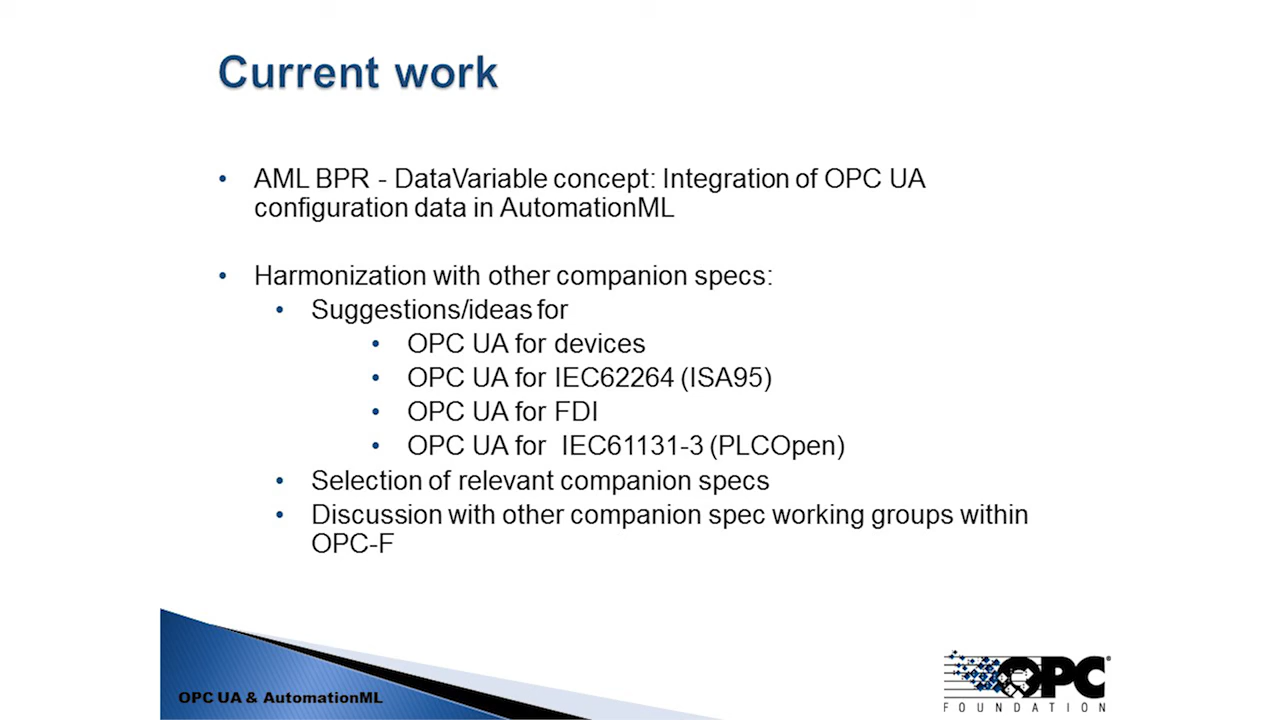 Current work
• AML BPR - DataVariable concept: Integration of OPC UA
configuration data in AutomationML
• Harmonization with other companion specs:
• Suggestions/ideas for
• OPC UA for devices
• OPC UA for IEC62264 (ISA95)
• OPC UA for FDI
• OPC UA for IEC61131-3 (PLCOpen)
• Selection of relevant companion specs
• Discussion with other companion spec working groups within
OPC-F
OPC UA & AutomationML
OPC®
FOUNDATION